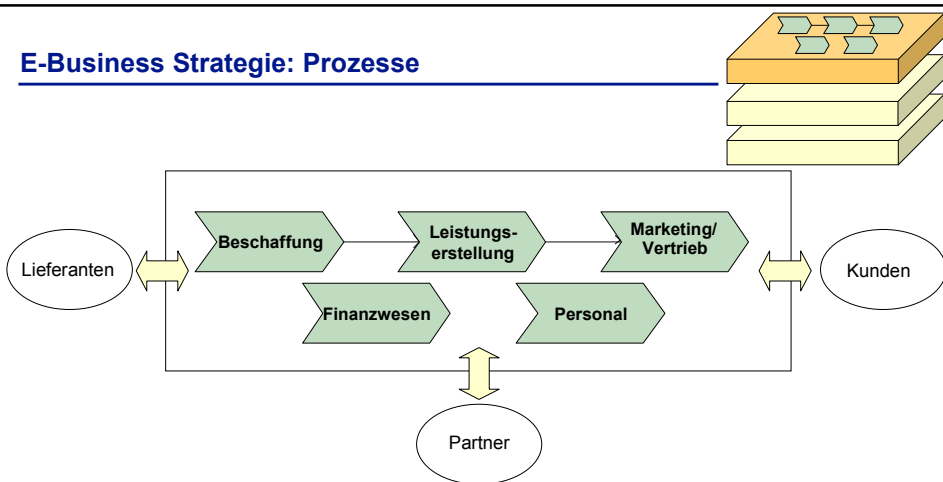 E-Business Strategie: Prozesse
Lieferanten
Beschaffung
Leistungs-
erstellung
Marketing/
Vertrieb
Kunden
Finanzwesen
Personal
Partner